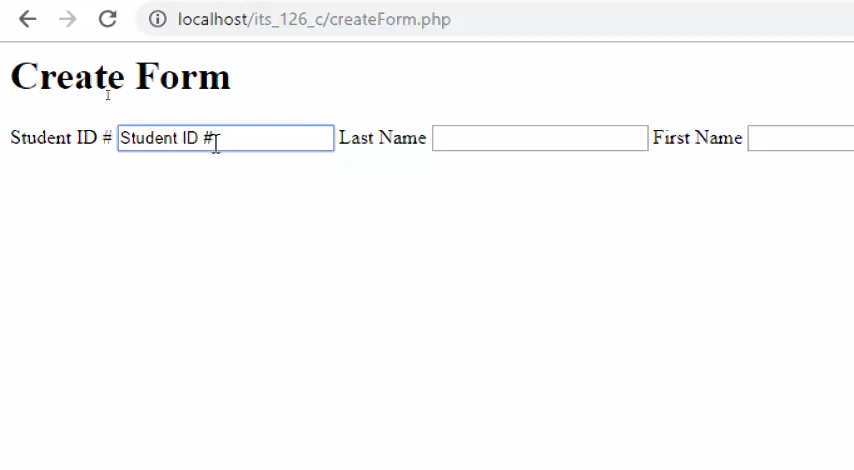 localhost/its_126_c/createForm.php
Create Form
Student ID # Student ID # Last Name First Name